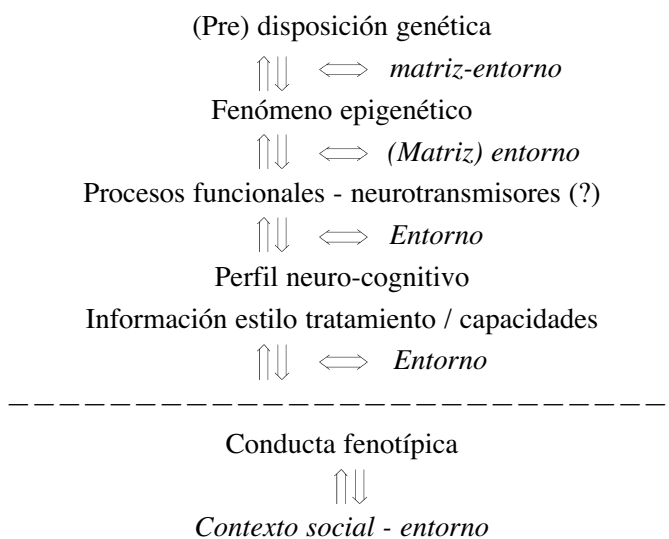 (Pre) disposición genética
⇑⇓ ⟺ matriz-entorno
Fenómeno epigenético
⇑⇓ ⟺ (Matriz) entorno
Procesos funcionales - neurotransmisores (?)
⇑⇓ ⟺ Entorno
Perfil neuro-cognitivo
Información estilo tratamiento / capacidades
⇑⇓ ⟺ Entorno
Conducta fenotípica
⇑⇓
Contexto social - entorno